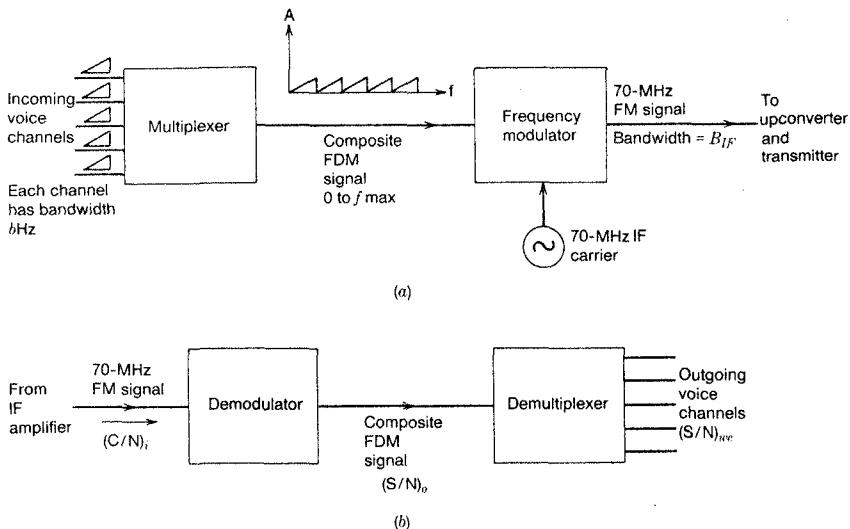 A
f
Incoming
voice
channels
Each channel
has bandwidth
bHz
Multiplexer
Composite
FDM
signal
0 to f max
Frequency
modulator
70-MHz
FM signal
Bandwidth = B_IF
To
upconverter
and
transmitter
70-MHz IF
carrier
(a)
From
IF
amplifier
70-MHz
FM signal
(C/N)_i
Demodulator
Composite
FDM
signal
(S/N)_o
Demultiplexer
Outgoing
voice
channels
(S/N)_wc
(b)